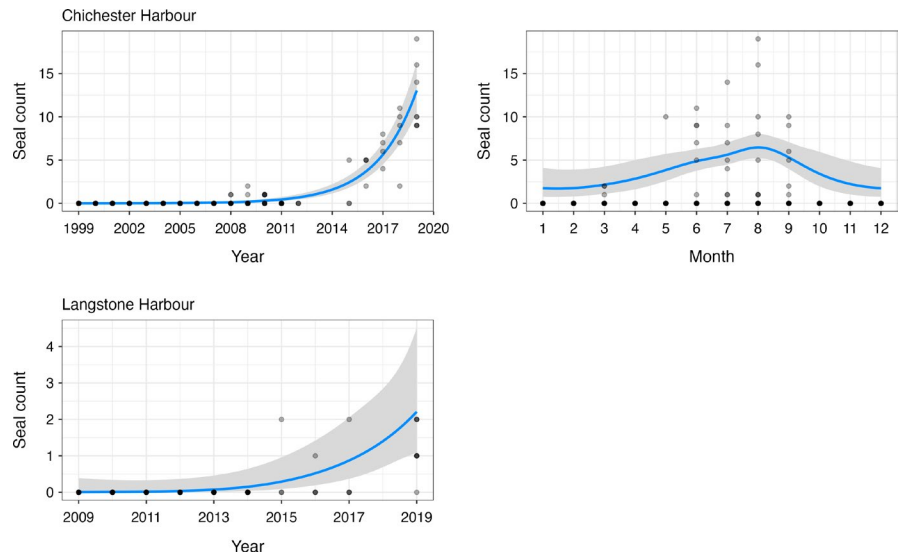 Chichester Harbour
Seal count
15
10
5
0
1999 2002 2005 2008 2011 2014 2017 2020
Year
Seal count
15
10
5
0
1 2 3 4 5 6 7 8 9 10 11 12
Month
Langstone Harbour
Seal count
4
3
2
1
0
2009 2011 2013 2015 2017 2019
Year